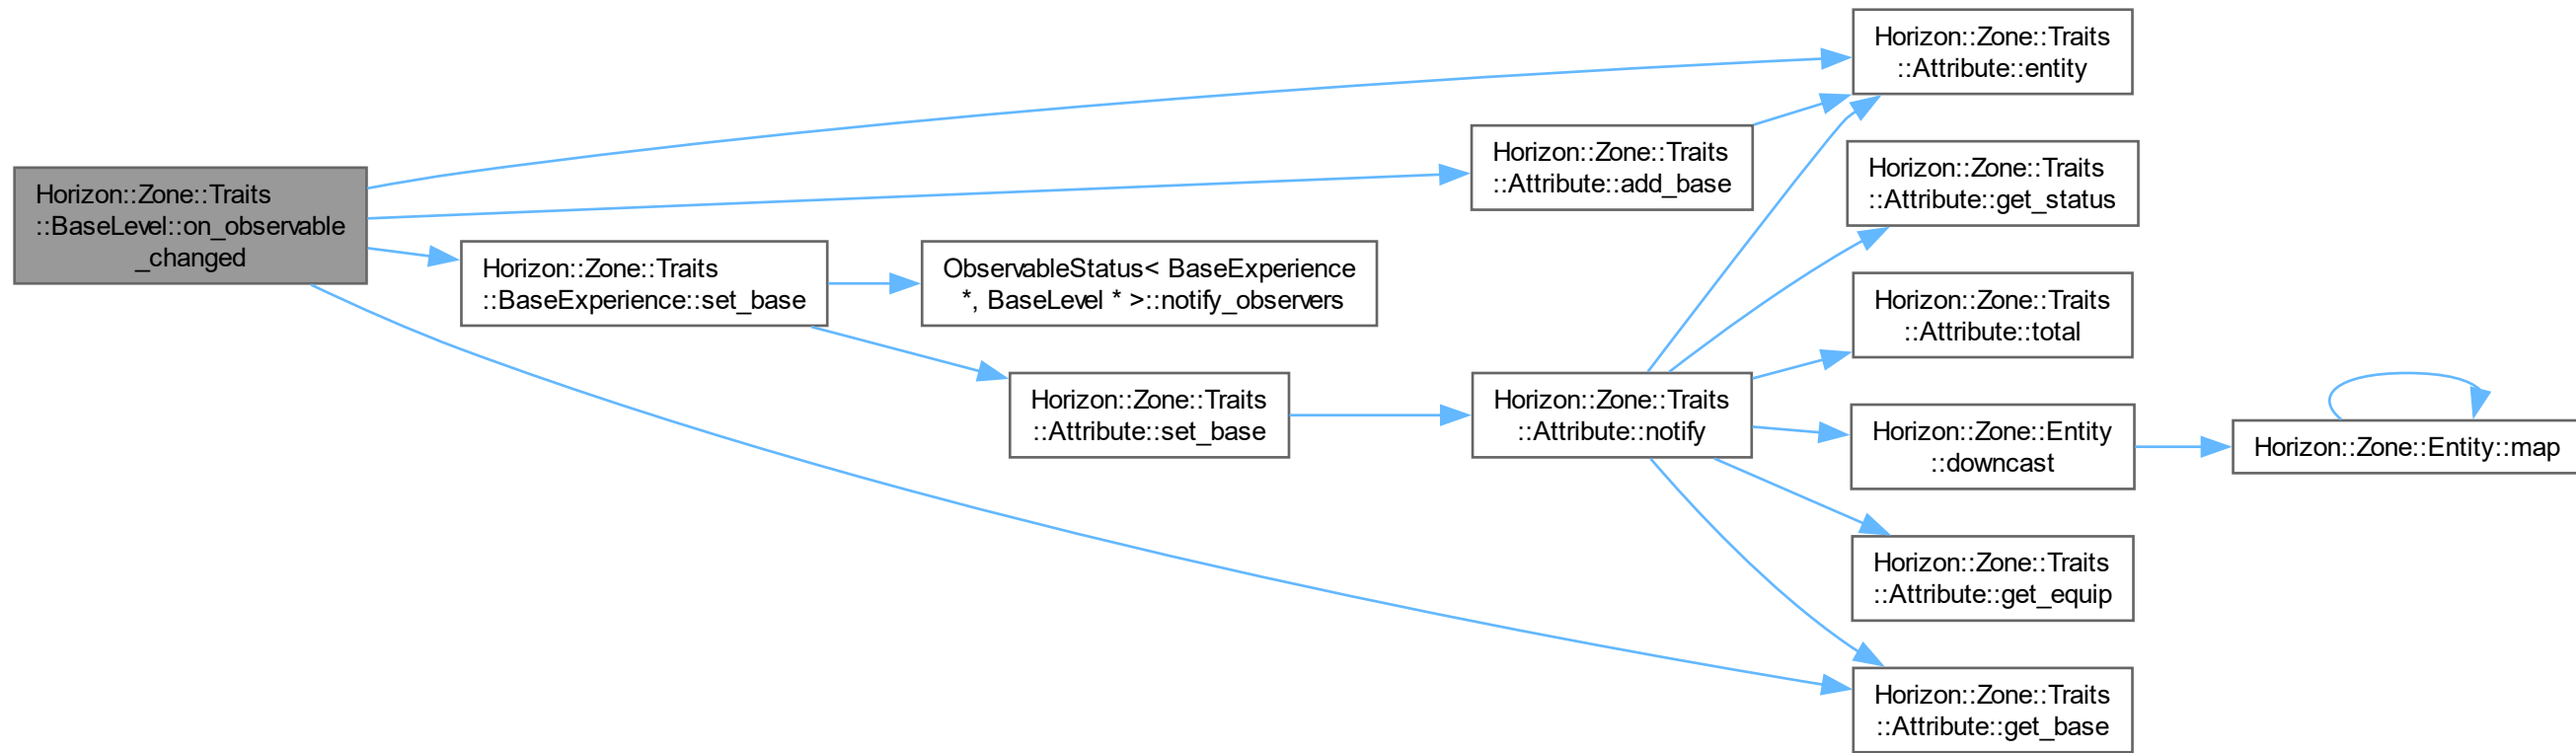 Horizon::Zone::Traits
::BaseLevel::on_observable
_changed
Horizon::Zone::Traits
::Attribute::entity
Horizon::Zone::Traits
::Attribute::add_base
Horizon::Zone::Traits
::BaseExperience::set_base
ObservableStatus< BaseExperience
*, BaseLevel * >::notify_observers
Horizon::Zone::Traits
::Attribute::set_base
Horizon::Zone::Traits
::Attribute::notify
Horizon::Zone::Traits
::Attribute::get_status
Horizon::Zone::Traits
::Attribute::total
Horizon::Zone::Entity
::downcast
Horizon::Zone::Entity::map
Horizon::Zone::Traits
::Attribute::get_equip
Horizon::Zone::Traits
::Attribute::get_base